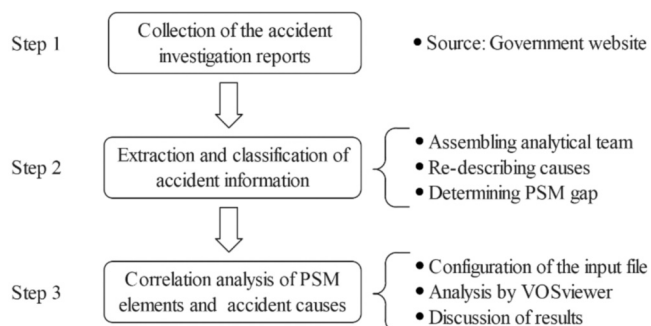 Step 1
Collection of the accident
investigation reports
• Source: Government website
Step 2
Extraction and classification of
accident information
• Assembling analytical team
• Re-describing causes
• Determining PSM gap
Step 3
Correlation analysis of PSM
elements and accident causes
• Configuration of the input file
• Analysis by VOSviewer
• Discussion of results